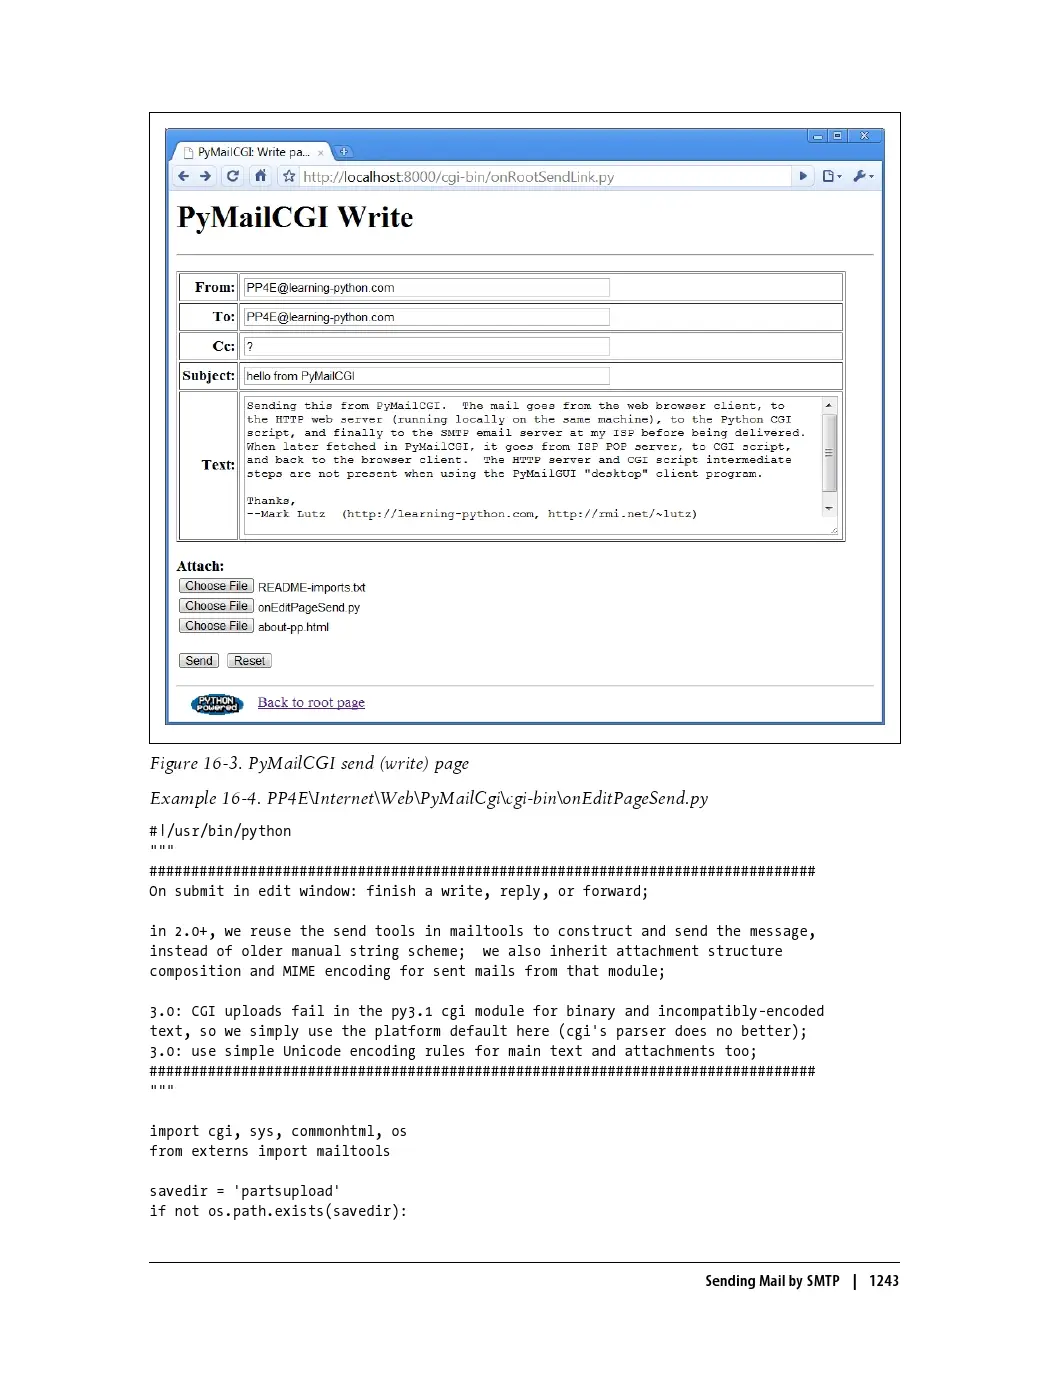 PyMailCGI: Write pa...
http://localhost:8000/cgi-bin/onRootSendLink.py
PyMailCGI Write
From: PP4E@learning-python.com
To: PP4E@learning-python.com
Cc: ?
Subject: hello from PyMailCGI
Text:
Sending this from PyMailCGI.  The mail goes from the web browser client, to
the HTTP web server (running locally on the same machine), to the Python CGI
script, and finally to the SMTP email server at my ISP before being delivered.
When later fetched in PyMailCGI, it goes from ISP POP server, to CGI script,
and back to the browser client.  The HTTP server and CGI script intermediate
steps are not present when using the PyMailGUI "desktop" client program.
Thanks,
--Mark Lutz  (http://learning-python.com, http://rmi.net/~lutz)
Attach:
Choose File README-imports.txt
Choose File onEditPageSend.py
Choose File about-pp.html
Send Reset
PYTHON
Powered
Back to root page
Figure 16-3. PyMailCGI send (write) page
Example 16-4. PP4E\Internet\Web\PyMailCgi\cgi-bin\onEditPageSend.py
#|/usr/bin/python
"""
################################################################################
On submit in edit window: finish a write, reply, or forward;
in 2.0+, we reuse the send tools in mailtools to construct and send the message,
instead of older manual string scheme;  we also inherit attachment structure
composition and MIME encoding for sent mails from that module;
3.0: CGI uploads fail in the py3.1 cgi module for binary and incompatibly-encoded
text, so we simply use the platform default here (cgi's parser does no better);
3.0: use simple Unicode encoding rules for main text and attachments too;
################################################################################
"""
import cgi, sys, commonhtml, os
from externs import mailtools
savedir = 'partsupload'
if not os.path.exists(savedir):
Sending Mail by SMTP | 1243